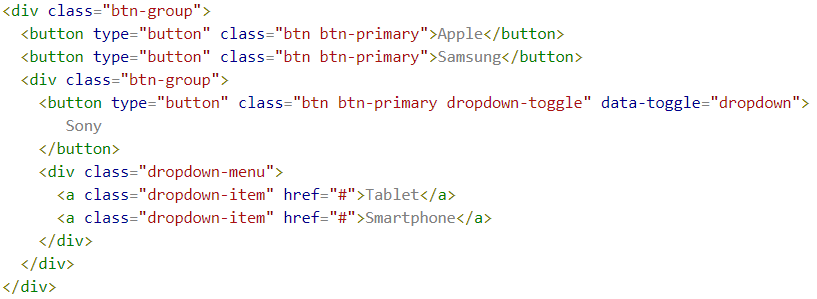 <div class="btn-group">
  <button type="button" class="btn btn-primary">Apple</button>
  <button type="button" class="btn btn-primary">Samsung</button>
  <div class="btn-group">
    <button type="button" class="btn btn-primary dropdown-toggle" data-toggle="dropdown">
       Sony
    </button>
    <div class="dropdown-menu">
      <a class="dropdown-item" href="#">Tablet</a>
      <a class="dropdown-item" href="#">Smartphone</a>
    </div>
  </div>
</div>